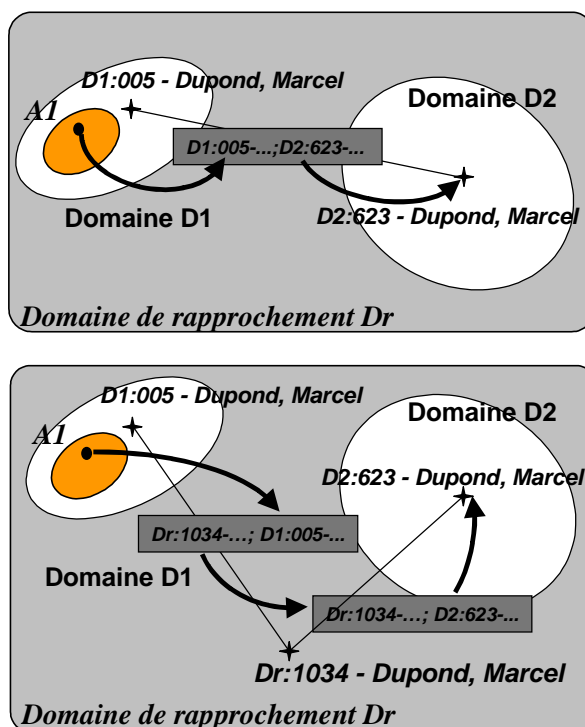 D1:005 - Dupond, Marcel
A1
Domaine D2
D1:005-...;D2:623-...
Domaine D1
D2:623 - Dupond, Marcel
Domaine de rapprochement Dr
D1:005 - Dupond, Marcel
A1
Domaine D2
D2:623 - Dupond, Marcel
Dr:1034-...; D1:005-...
Domaine D1
Dr:1034-...; D2:623-...
Dr:1034 - Dupond, Marcel
Domaine de rapprochement Dr